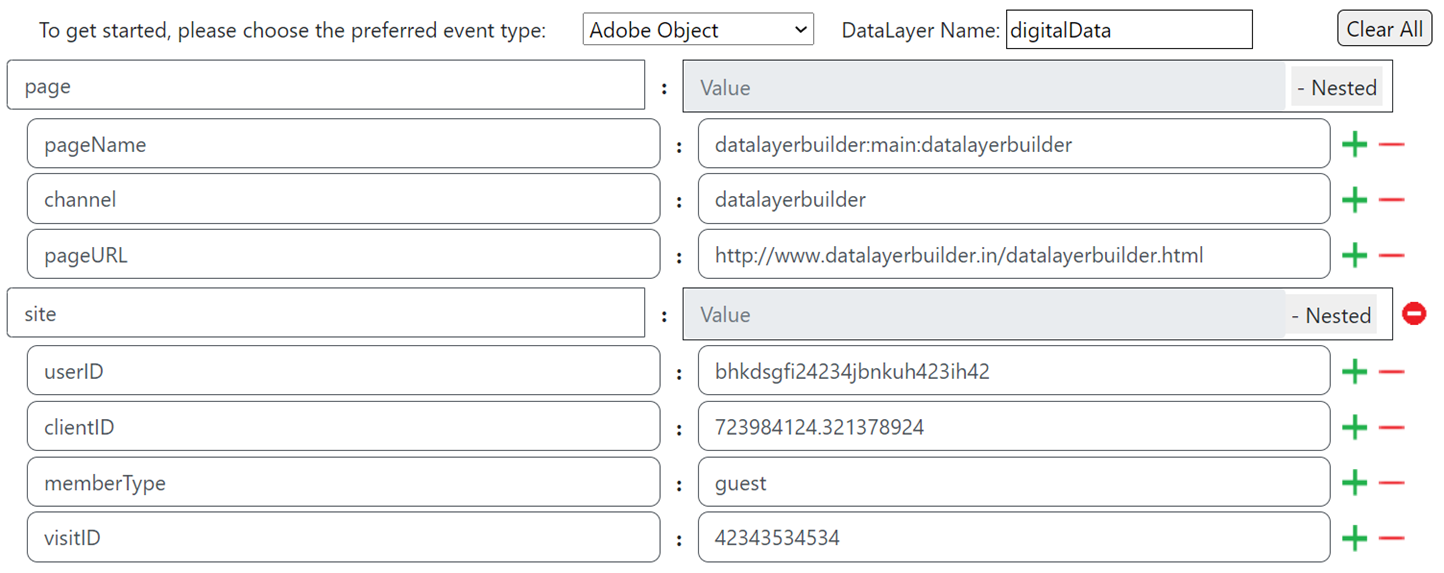 To get started, please choose the preferred event type: Adobe Object DataLayer Name: digitalData Clear All
page : Value - Nested
pageName : datalayerbuilder:main:datalayerbuilder
channel : datalayerbuilder
pageURL : http://www.datalayerbuilder.in/datalayerbuilder.html
site : Value - Nested
userID : bhkdsgfi24234jbnkuh423ih42
clientID : 723984124.321378924
memberType : guest
visitID : 42343534534